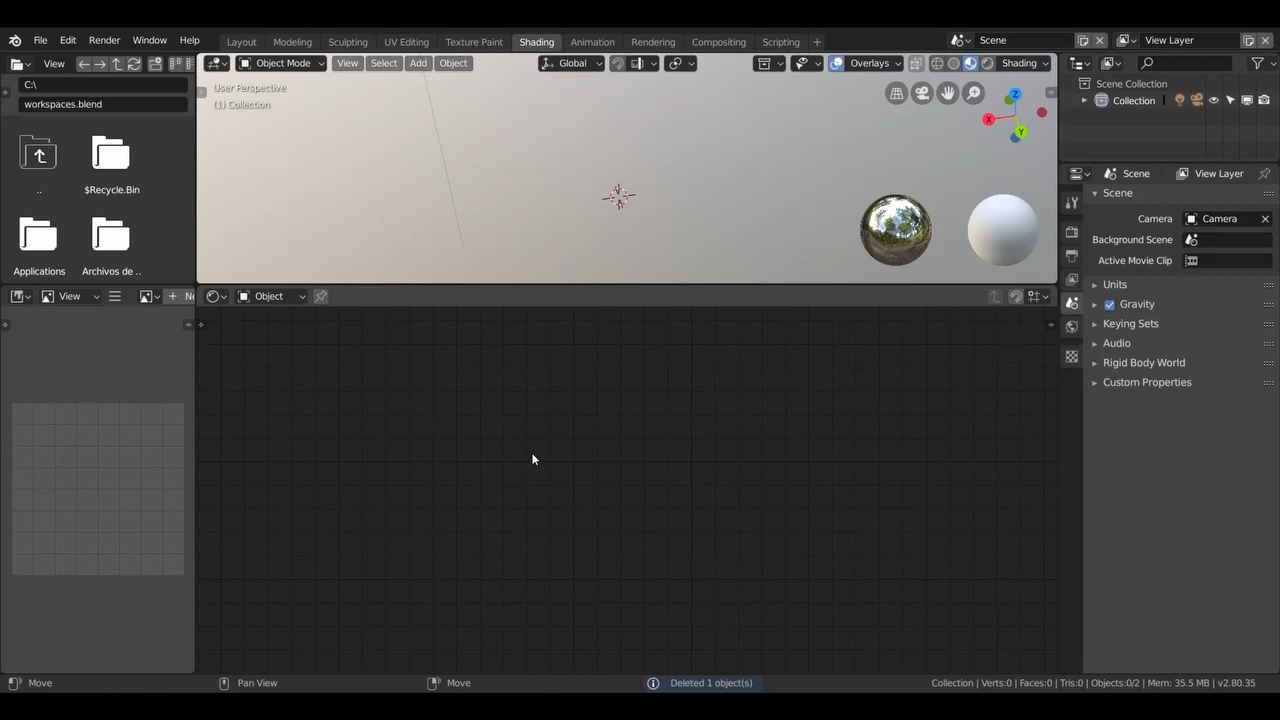 File Edit Render Window Help Layout Modeling Sculpting UV Editing Texture Paint Shading Animation Rendering Compositing Scripting + Scene View Layer
View Object Mode View Select Add Object Global Overlays Shading
C:\
workspaces.blend
User Perspective
(1) Collection
Z
X
Y
..
$Recycle.Bin
Applications
Archivos de ..
Scene Collection
Collection
Scene View Layer
Scene
Camera Camera
Background Scene
Active Movie Clip
Units
Gravity
Keying Sets
Audio
Rigid Body World
Custom Properties
View + Ne Object
Move Pan View Move Deleted 1 object(s) Collection | Verts:0 | Faces:0 | Tris:0 | Objects:0/2 | Mem: 35.5 MB | v2.80.35